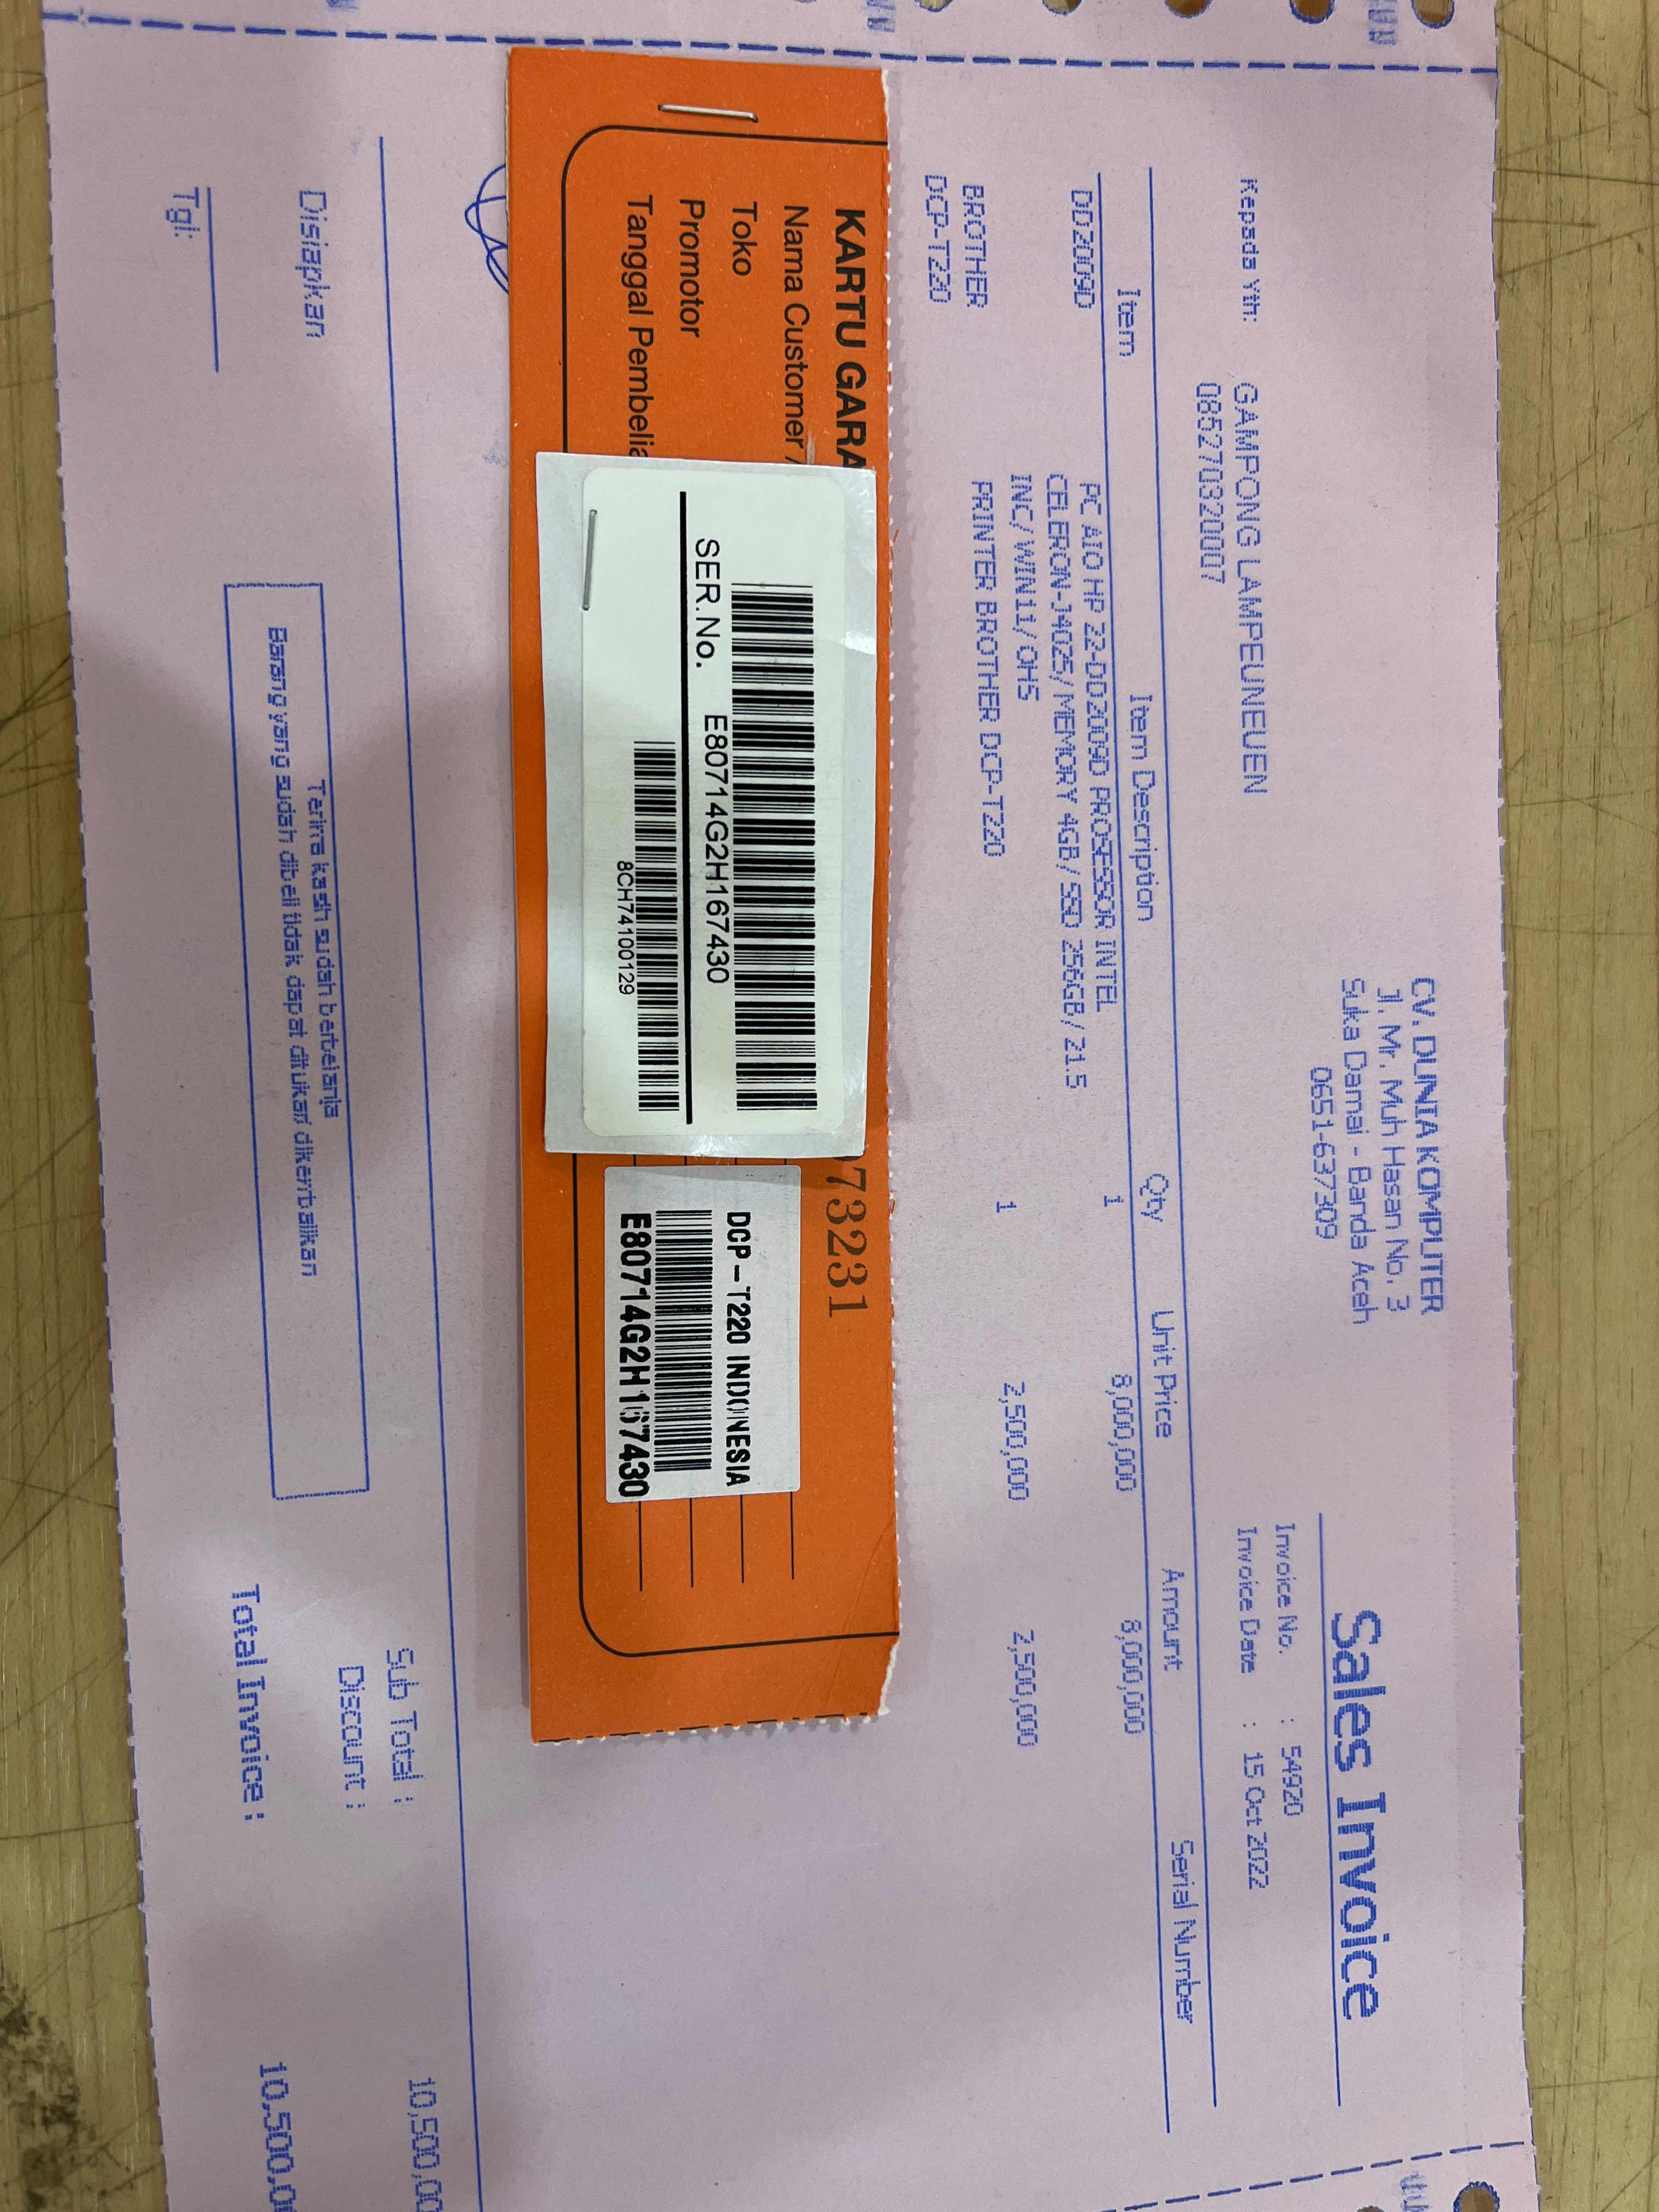 CV. DUNIA KOMPUTER
Jl. Mr. Muh Hasan No. 3
Suka Damai - Banda Aceh
0651-637309
Sales Invoice
Invoice No. : 54920
Invoice Date : 15 Oct 2022
Kepada Yth: GAMPONG LAMPEUNEUEN
085270320007
Item Item Description Qty Unit Price Amount Serial Number
DD2009D PC AIO HP 22-DD2009D PROSESSOR INTEL 1 8,000,000 8,000,000
CELERON-J4025/ MEMORY 4GB/ SSD 256GB/ 21.5
INC/ WIN11/ OHS
BROTHER PRINTER BROTHER DCP-T220 1 2,500,000 2,500,000
DCP-T220
KARTU GARA 73231
Nama Customer /
Toko
Promotor
Tanggal Pembelia
SER. No. E80714G2H167430
8CH74100129
DCP-T220 INDONESIA
E80714G2H167430
Sub Total : 10,500,00
Discount :
Total Invoice : 10,500,0
Disiapkan
Tgl:
Terima kasih sudah berbelanja
Barang yang sudah dibeli tidak dapat ditukar/ dikembalikan